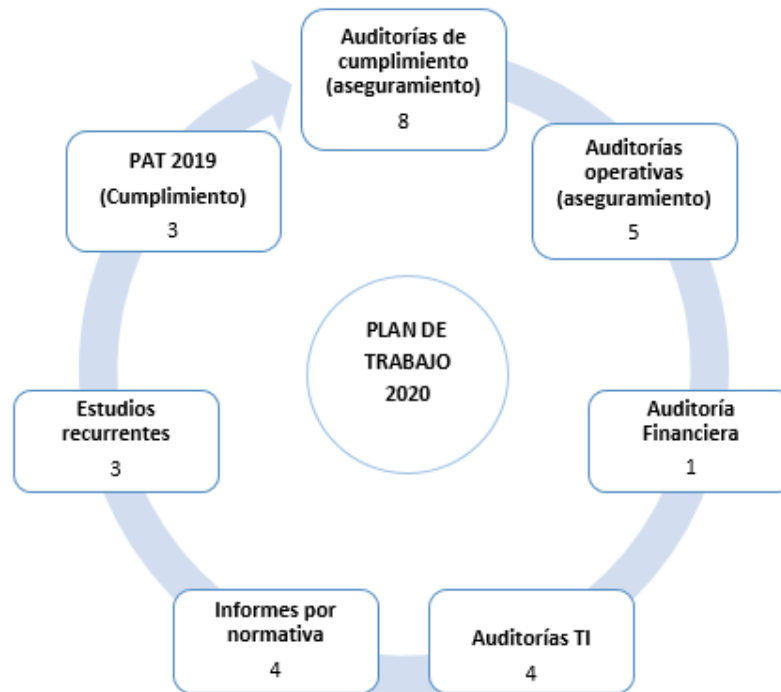 Auditorías de
cumplimiento
(aseguramiento)
8
Auditorías
operativas
(aseguramiento)
5
Auditoría
Financiera
1
Auditorías TI
4
Informes por
normativa
4
Estudios
recurrentes
3
PAT 2019
(Cumplimiento)
3
PLAN DE
TRABAJO
2020